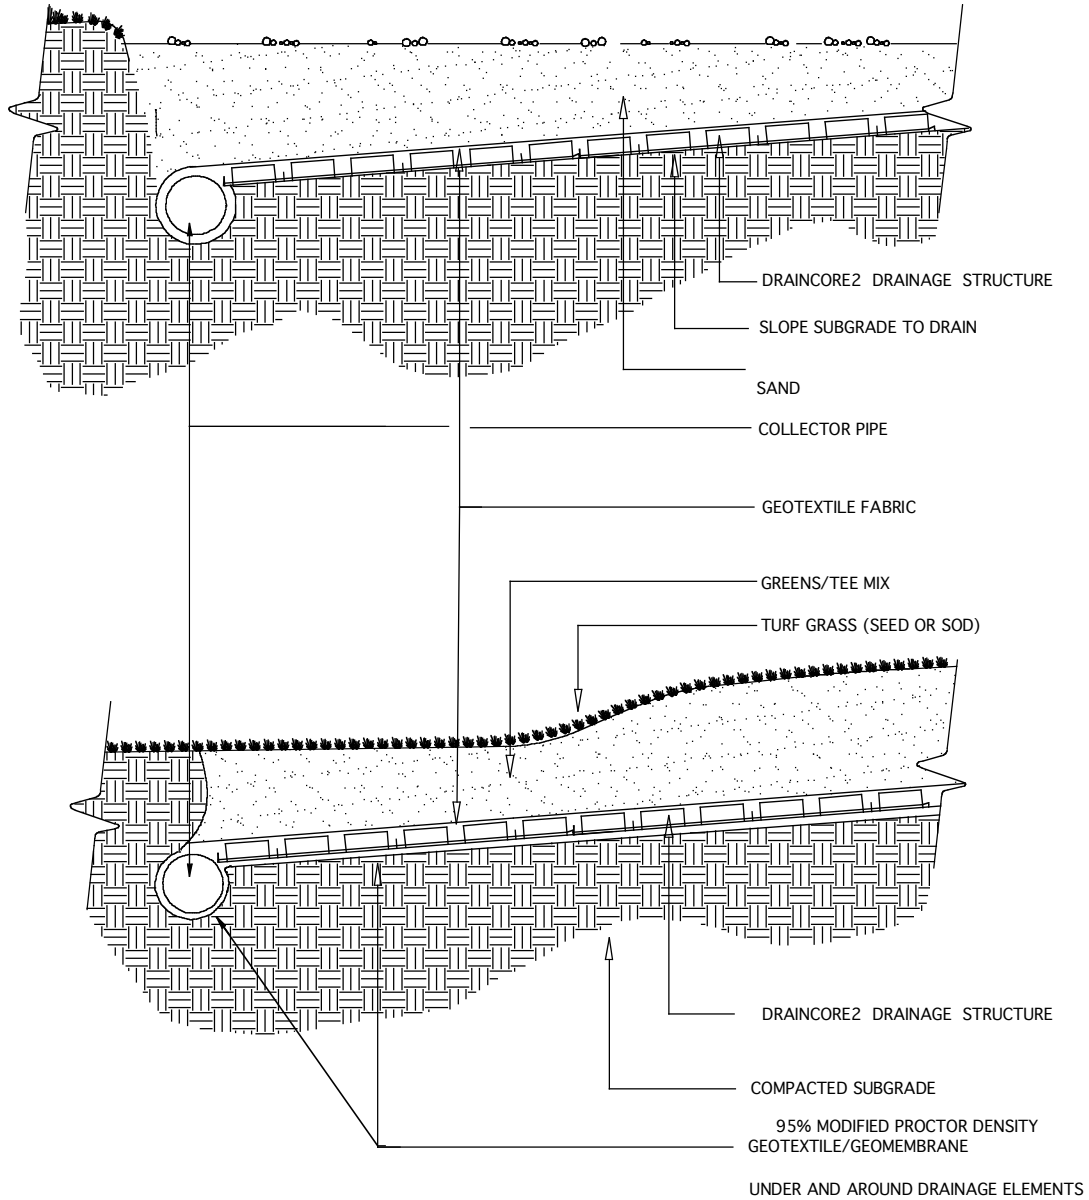 DRAINCORE2 DRAINAGE STRUCTURE
SLOPE SUBGRADE TO DRAIN
SAND
COLLECTOR PIPE
GEOTEXTILE FABRIC
GREENS/TEE MIX
TURF GRASS (SEED OR SOD)
DRAINCORE2 DRAINAGE STRUCTURE
COMPACTED SUBGRADE
95% MODIFIED PROCTOR DENSITY
GEOTEXTILE/GEOMEMBRANE
UNDER AND AROUND DRAINAGE ELEMENTS